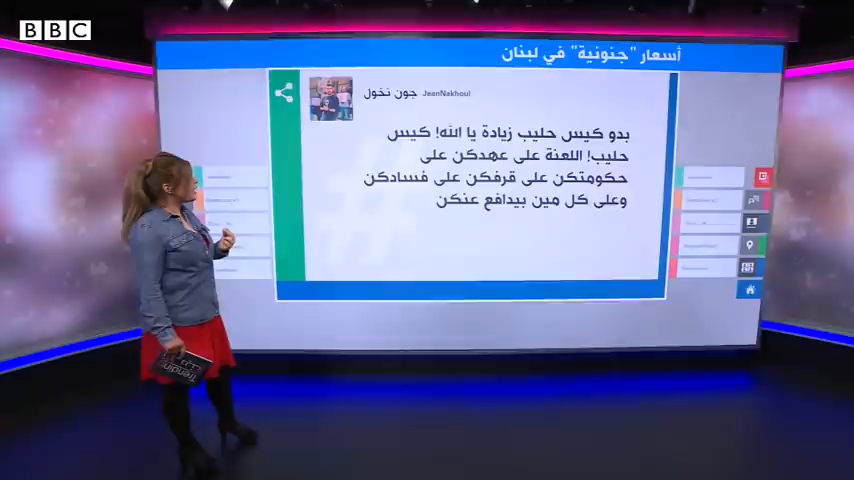 BBC
أسعار "جنونية" في لبنان
جون نخول JeanNakhoul
بدو كيس حليب زيادة يا الله! كيس
حليب! اللعنة على عهدكن على
حكومتكن على قرفكن على فسادكن
وعلى كل مين بيدافع عنكن
#
Trending